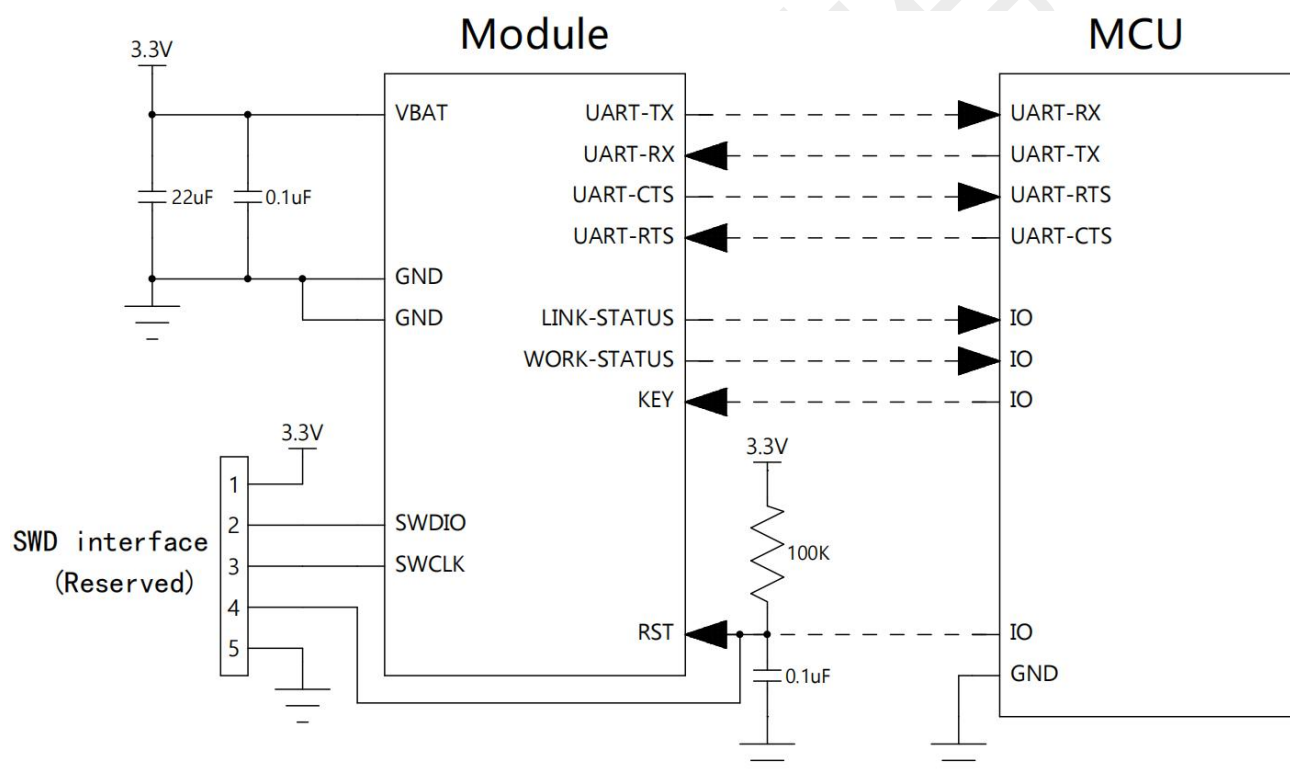 Module
MCU
3.3V
VBAT
UART-TX
UART-RX
UART-RX
UART-TX
22uF
0.1uF
UART-CTS
UART-RTS
UART-RTS
UART-CTS
GND
GND
LINK-STATUS
IO
WORK-STATUS
IO
KEY
IO
3.3V
3.3V
1
SWD interface
(Reserved)
2
SWDIO
3
SWCLK
4
5
100K
RST
IO
0.1uF
GND